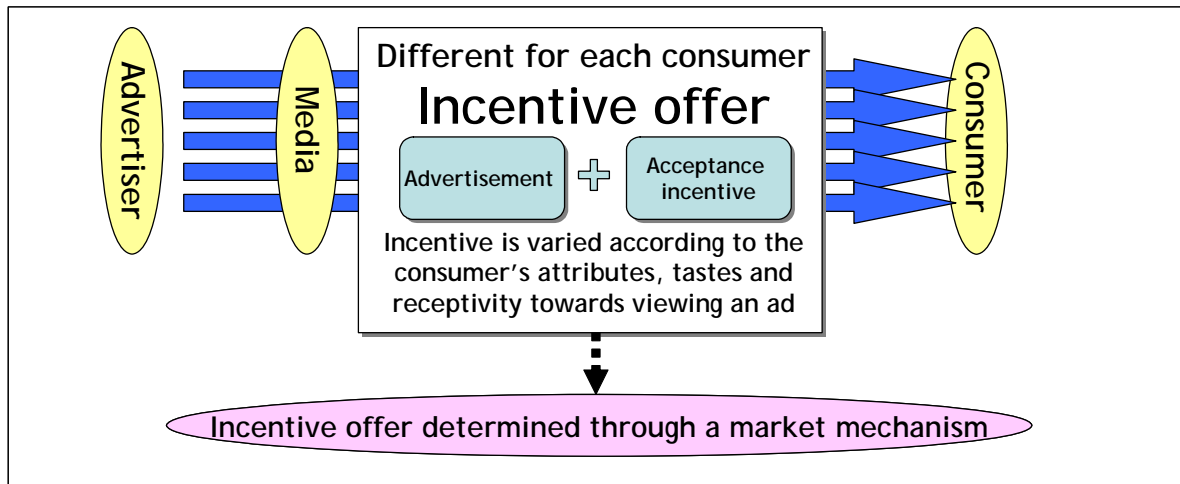 Advertiser
Media
Different for each consumer
Incentive offer
Advertisement
Acceptance
incentive
Incentive is varied according to the
consumer's attributes, tastes and
receptivity towards viewing an ad
Consumer
Incentive offer determined through a market mechanism